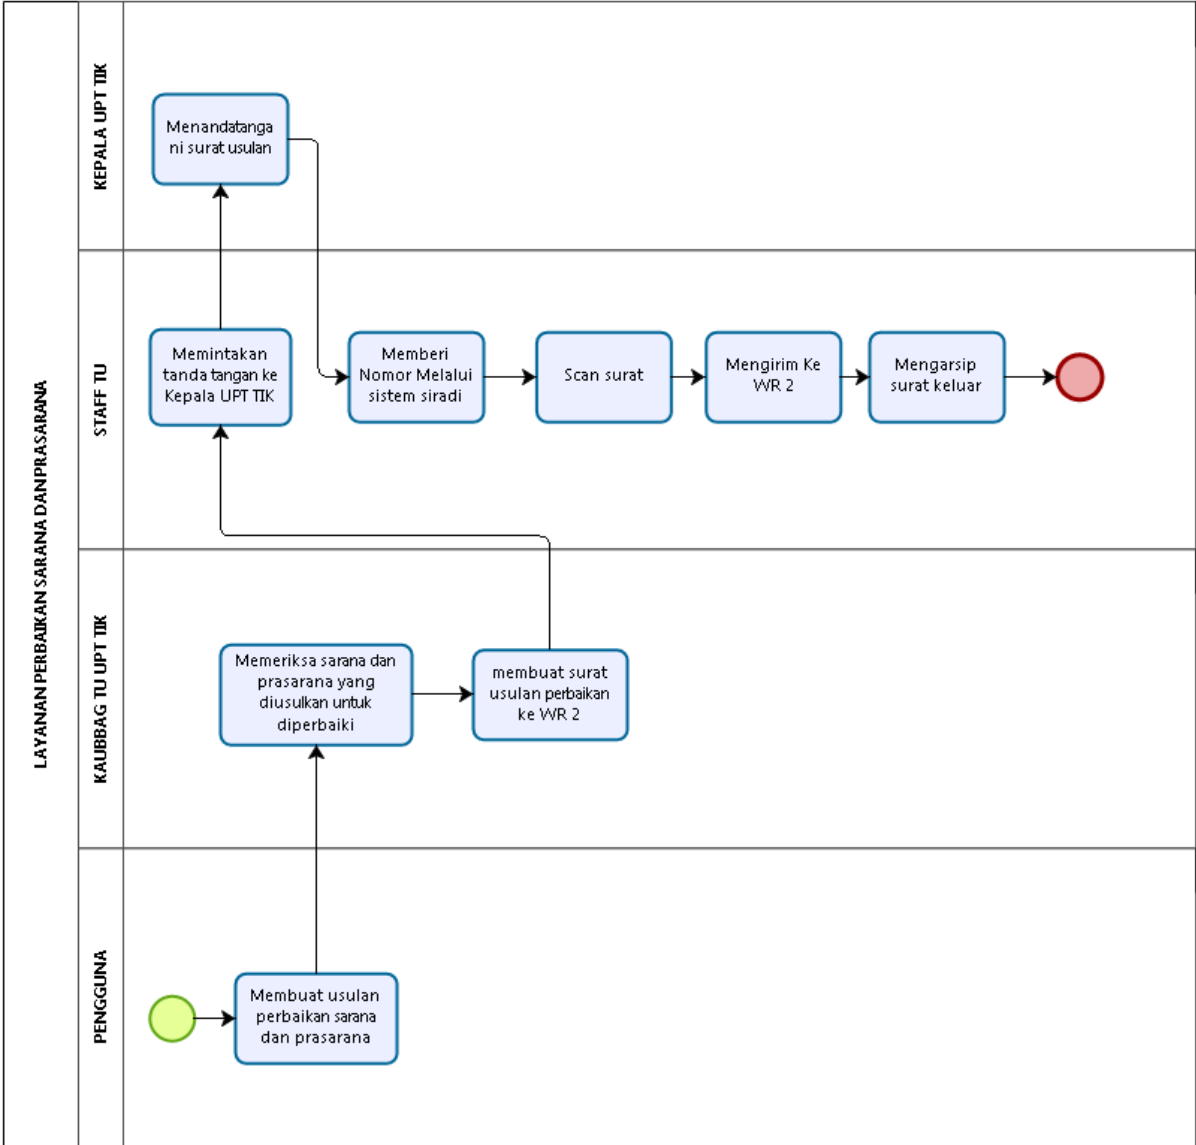 LAYANAN PERBAIKAN SARANA DAN PRASARANA
KEPALA UPT TIK
Menandatanga
ni surat usulan
STAFF TU
Memintakan
tanda tangan ke
Kepala UPT TIK
Memberi
Nomor Melalui
sistem siradi
Scan surat
Mengirim Ke
WR 2
Mengarsip
surat keluar
KAUBBAG TU UPT TIK
Memeriksa sarana dan
prasarana yang
diusulkan untuk
diperbaiki
membuat surat
usulan perbaikan
ke WR 2
PENGGUNA
Membuat usulan
perbaikan sarana
dan prasarana